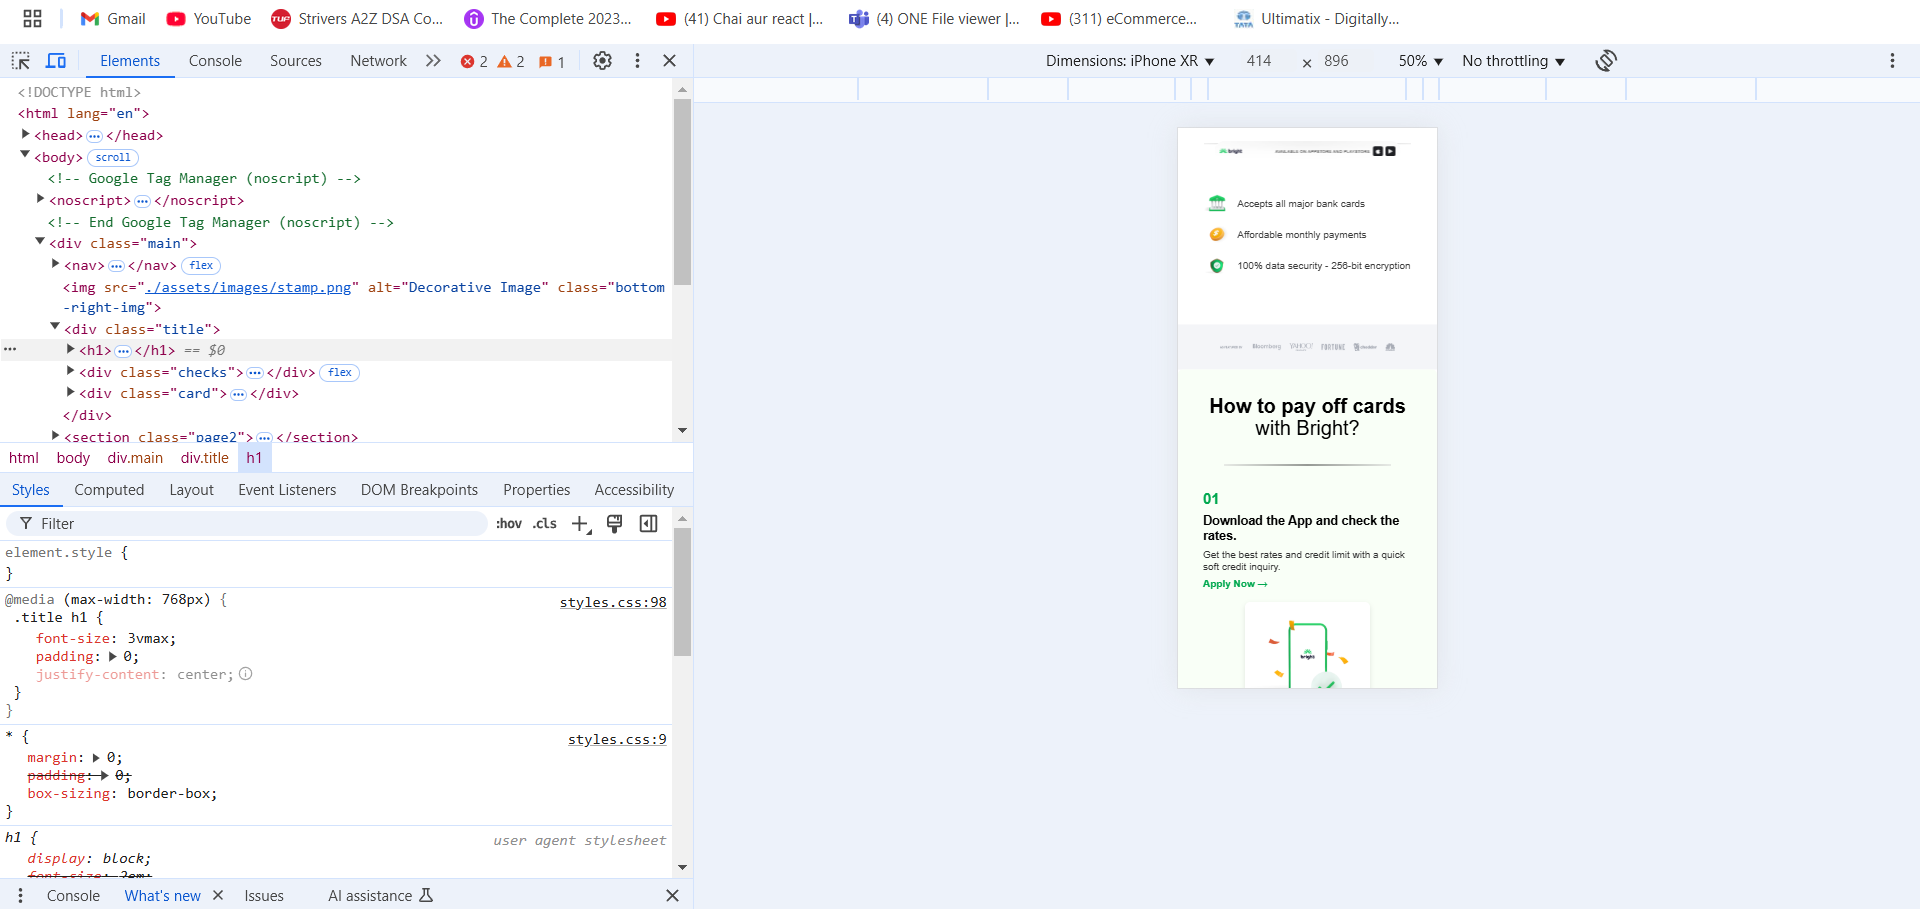 Gmail YouTube Strivers A2Z DSA Co... The Complete 2023... (41) Chai aur react |... (4) ONE File viewer |... (311) eCommerce... Ultimatix - Digitally...
Elements Console Sources Network 2 2 1
<!DOCTYPE html>
<html lang="en">
<head> ... </head>
<body> scroll
<!-- Google Tag Manager (noscript) -->
<noscript> ... </noscript>
<!-- End Google Tag Manager (noscript) -->
<div class="main">
<nav> ... </nav> flex
<img src="./assets/images/stamp.png" alt="Decorative Image" class="bottom
-right-img">
<div class="title">
... <h1> ... </h1> == $0
<div class="checks"> ... </div> flex
<div class="card"> ... </div>
</div>
<section class="page2"> ... </section>
html body div.main div.title h1
Styles Computed Layout Event Listeners DOM Breakpoints Properties Accessibility
Filter :hov .cls
element.style {
}
@media (max-width: 768px) { styles.css:98
.title h1 {
font-size: 3vmax;
padding: 0;
justify-content: center;
}
}
* { styles.css:9
margin: 0;
padding: 0;
box-sizing: border-box;
}
h1 { user agent stylesheet
display: block;
font-size: 2em;
Console What's new Issues AI assistance
Dimensions: iPhone XR 414 × 896 50% No throttling
bright AVAILABLE ON APPSTORE AND PLAYSTORE
Accepts all major bank cards
Affordable monthly payments
100% data security - 256-bit encryption
Bloomberg YAHOO! FORTUNE
How to pay off cards
with Bright?
01
Download the App and check the
rates.
Get the best rates and credit limit with a quick
soft credit inquiry.
Apply Now →
bright